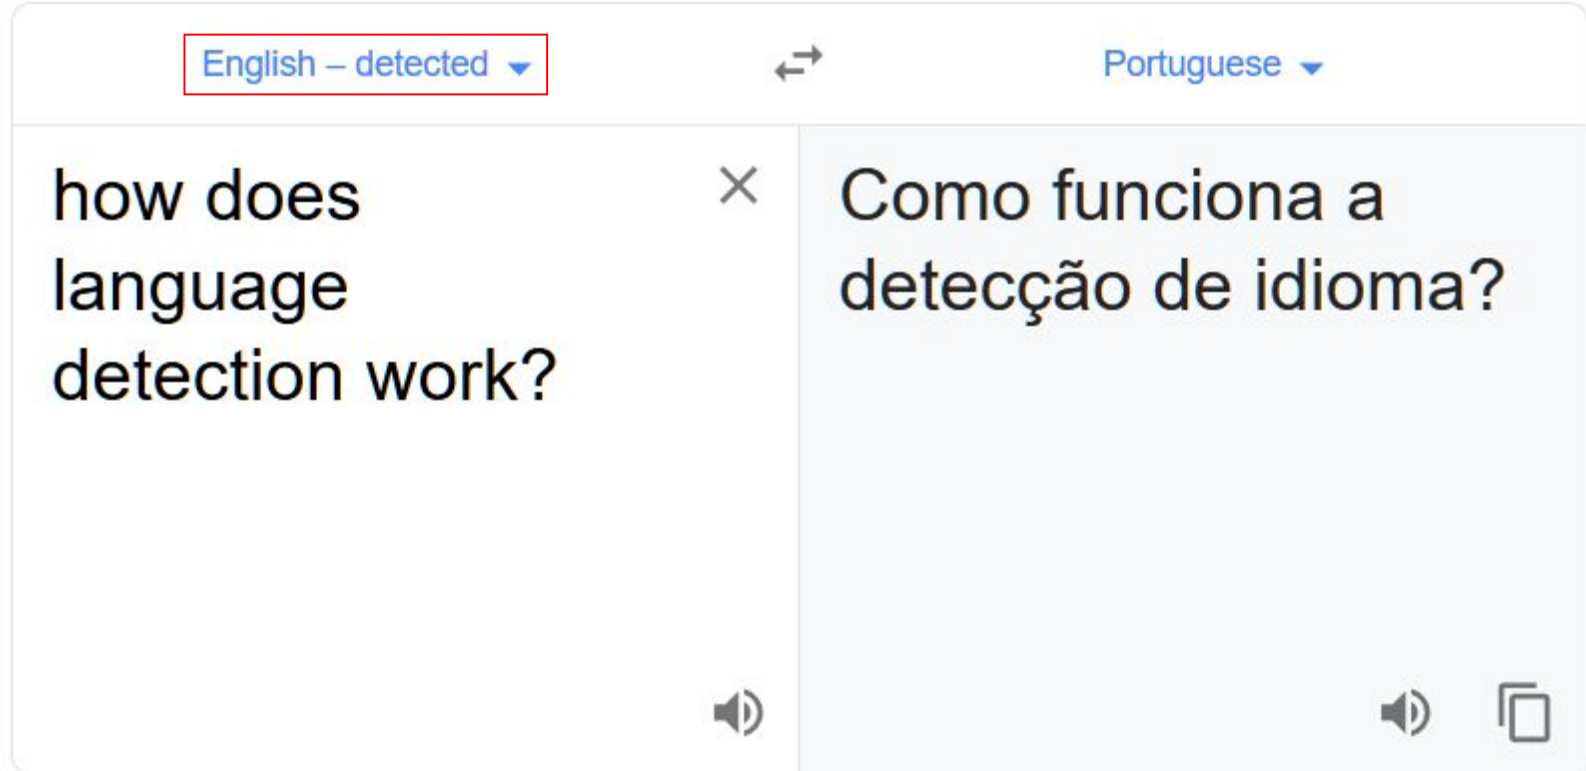 English – detected
Portuguese
how does
language
detection work?
Como funciona a
detecção de idioma?